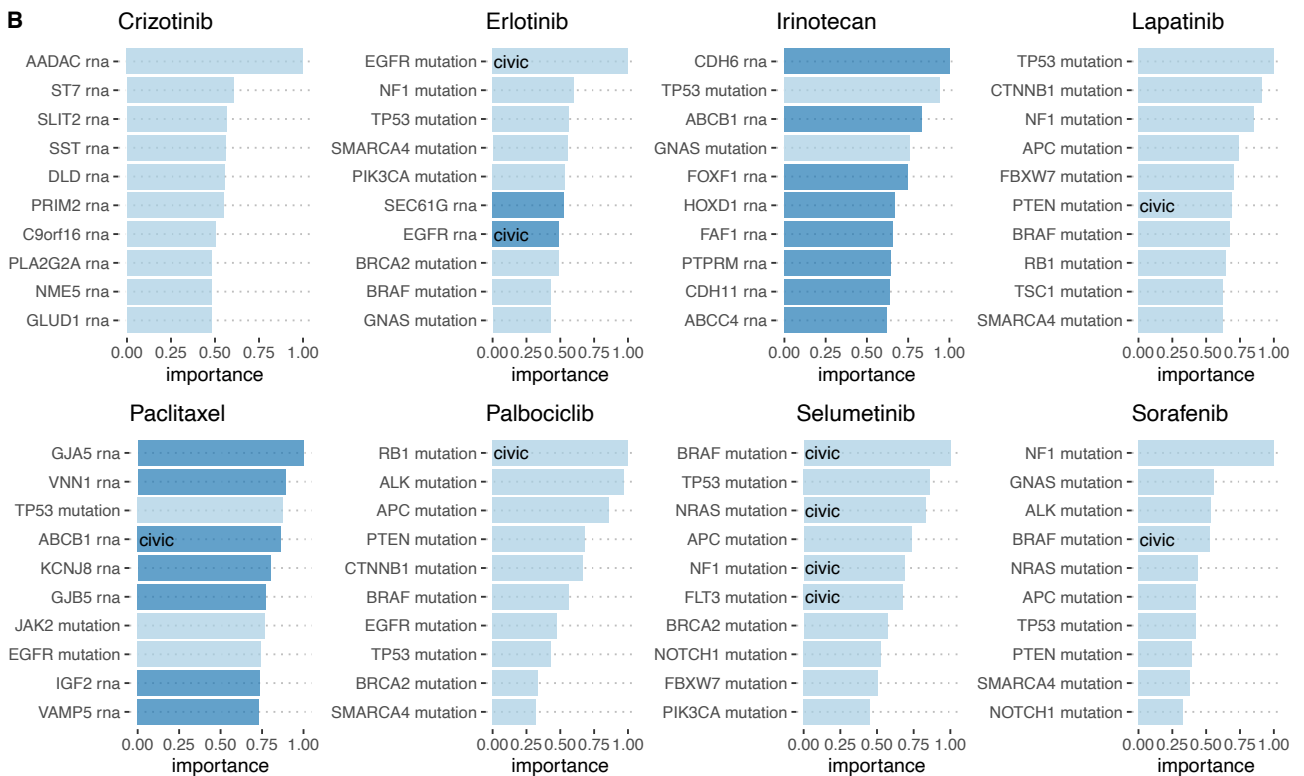 B
Crizotinib
AADAC rna
ST7 rna
SLIT2 rna
SST rna
DLD rna
PRIM2 rna
C9orf16 rna
PLA2G2A rna
NME5 rna
GLUD1 rna
0.00 0.25 0.50 0.75 1.00
importance
Erlotinib
EGFR mutation civic
NF1 mutation
TP53 mutation
SMARCA4 mutation
PIK3CA mutation
SEC61G rna
EGFR rna civic
BRCA2 mutation
BRAF mutation
GNAS mutation
0.00 0.25 0.50 0.75 1.00
importance
Irinotecan
CDH6 rna
TP53 mutation
ABCB1 rna
GNAS mutation
FOXF1 rna
HOXD1 rna
FAF1 rna
PTPRM rna
CDH11 rna
ABCC4 rna
0.00 0.25 0.50 0.75 1.00
importance
Lapatinib
TP53 mutation
CTNNB1 mutation
NF1 mutation
APC mutation
FBXW7 mutation
PTEN mutation civic
BRAF mutation
RB1 mutation
TSC1 mutation
SMARCA4 mutation
0.00 0.25 0.50 0.75 1.00
importance
Paclitaxel
GJA5 rna
VNN1 rna
TP53 mutation
ABCB1 rna civic
KCNJ8 rna
GJB5 rna
JAK2 mutation
EGFR mutation
IGF2 rna
VAMP5 rna
0.00 0.25 0.50 0.75 1.00
importance
Palbociclib
RB1 mutation civic
ALK mutation
APC mutation
PTEN mutation
CTNNB1 mutation
BRAF mutation
EGFR mutation
TP53 mutation
BRCA2 mutation
SMARCA4 mutation
0.00 0.25 0.50 0.75 1.00
importance
Selumetinib
BRAF mutation civic
TP53 mutation
NRAS mutation civic
APC mutation
NF1 mutation civic
FLT3 mutation civic
BRCA2 mutation
NOTCH1 mutation
FBXW7 mutation
PIK3CA mutation
0.00 0.25 0.50 0.75 1.00
importance
Sorafenib
NF1 mutation
GNAS mutation
ALK mutation
BRAF mutation civic
NRAS mutation
APC mutation
TP53 mutation
PTEN mutation
SMARCA4 mutation
NOTCH1 mutation
0.00 0.25 0.50 0.75 1.00
importance